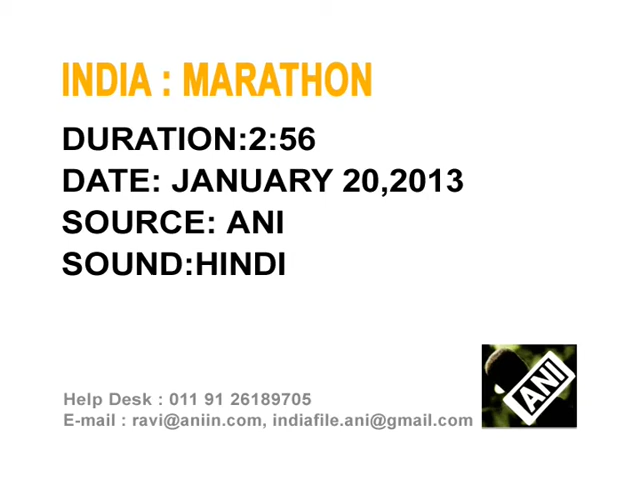 INDIA : MARATHON
DURATION:2:56
DATE: JANUARY 20,2013
SOURCE: ANI
SOUND:HINDI
Help Desk : 011 91 26189705
E-mail : ravi@aniin.com, indiafile.ani@gmail.com
ANI